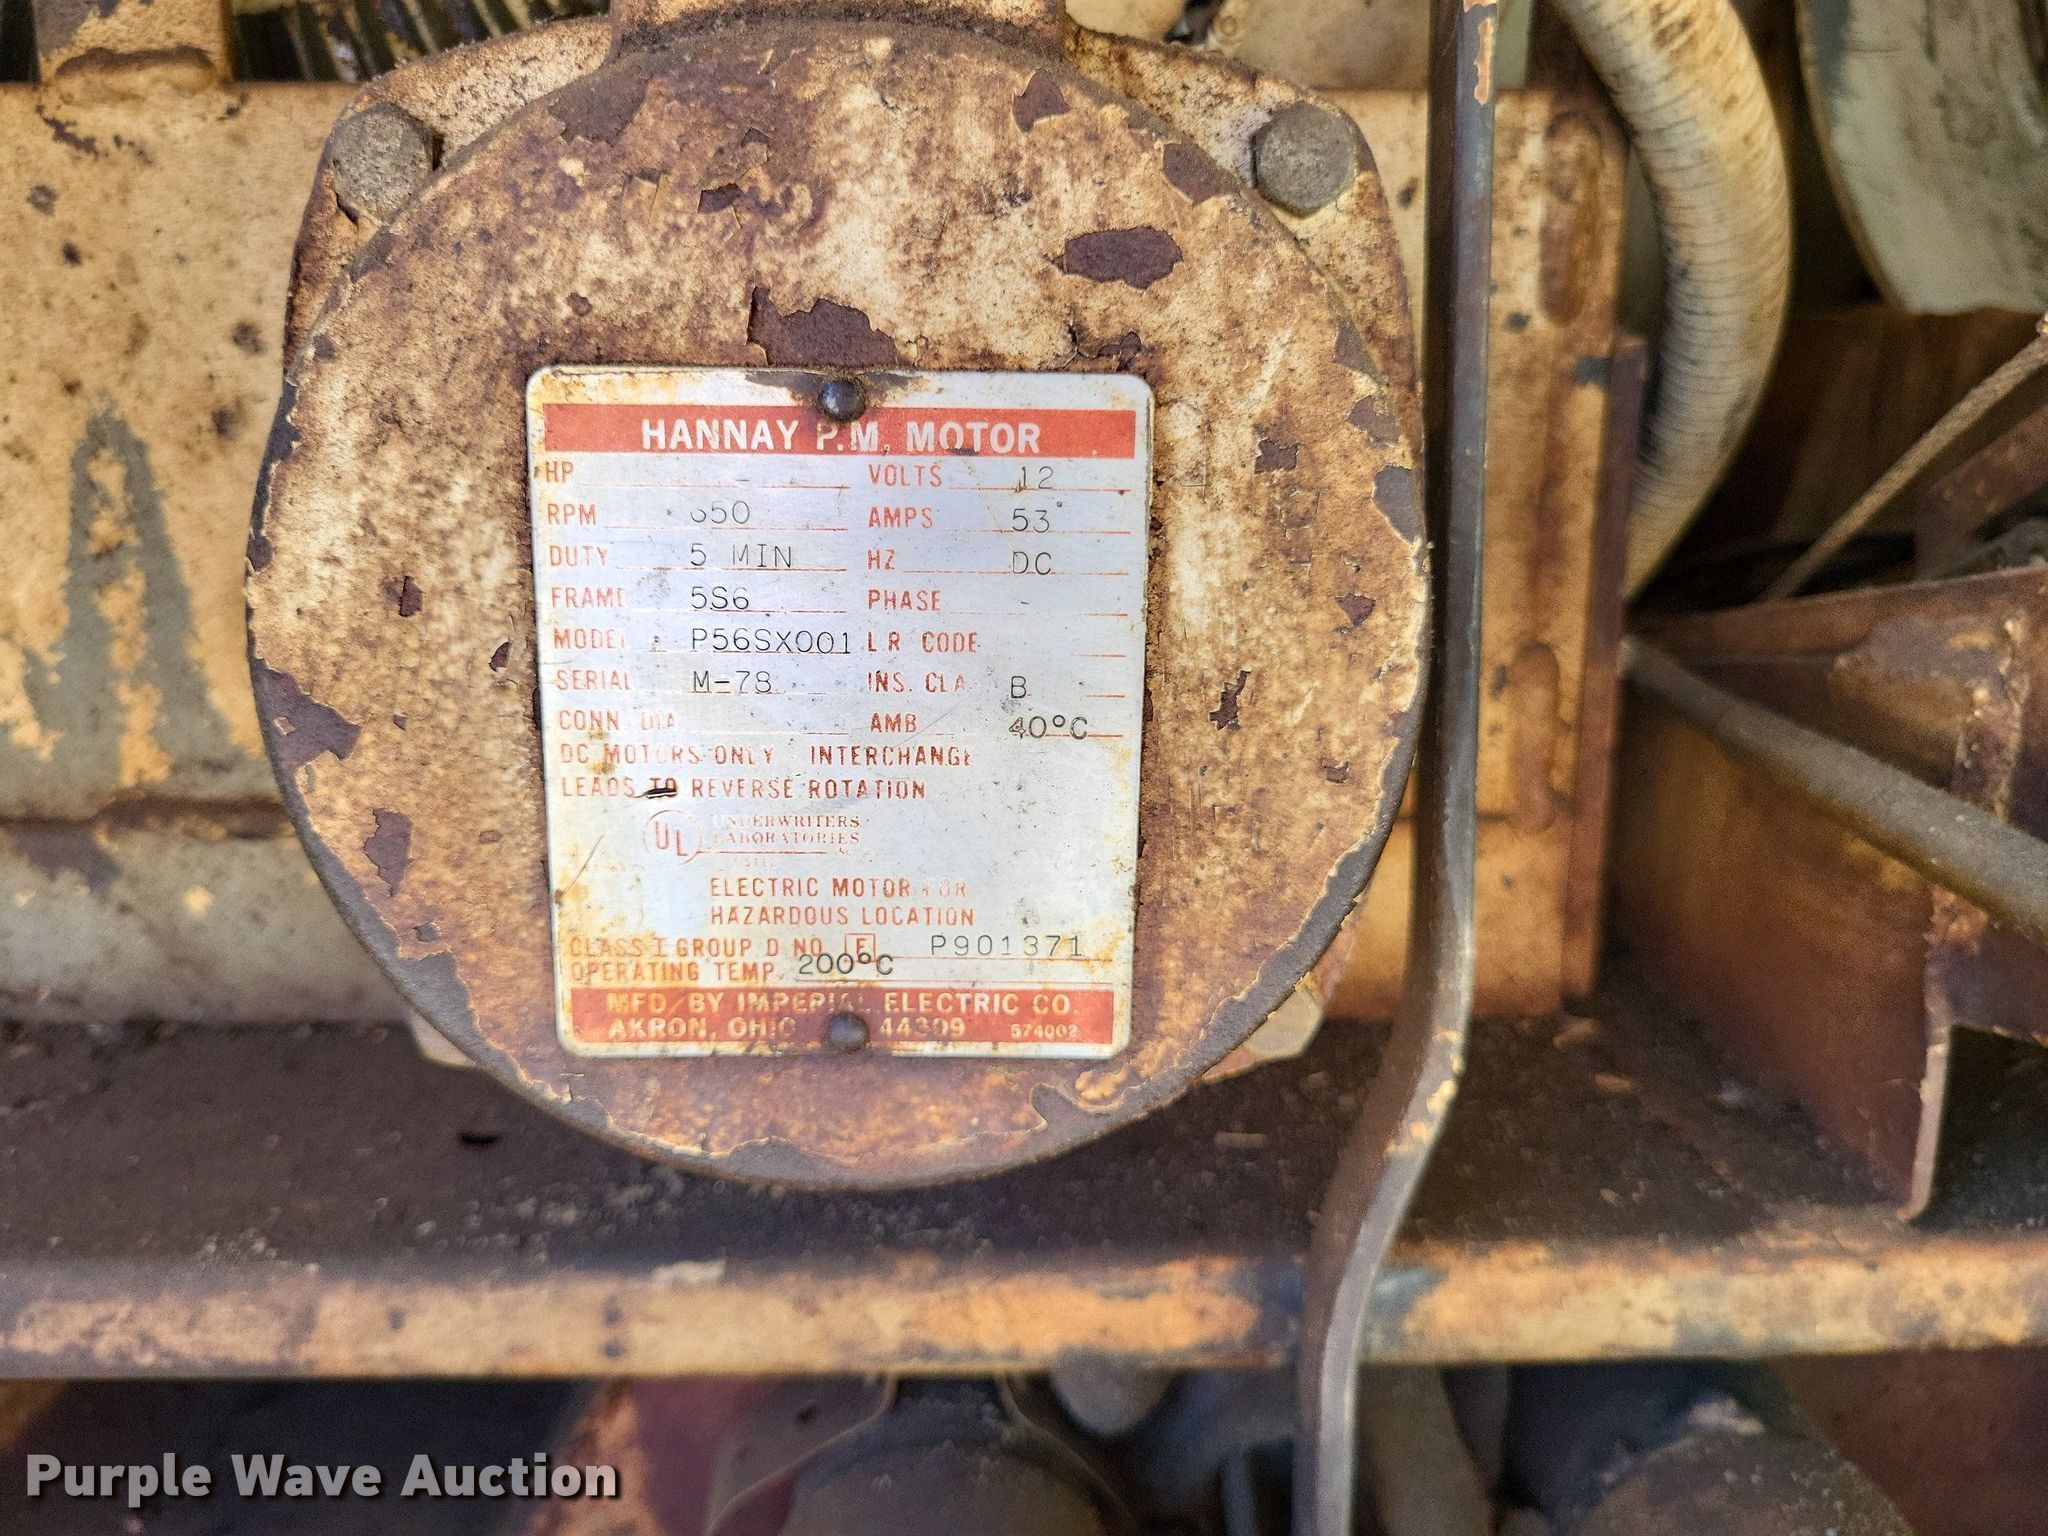 HANNAY P.M. MOTOR
HP - VOLTS 12
RPM AMPS 53
DUTY 5 MIN HZ DC
FRAME 5S6 PHASE -
MODEL P56SX001 L R CODE
SERIAL M-78 INS. CLA B
CONN. DIA AMB 40°C
DC MOTORS ONLY - INTERCHANGE
LEADS TO REVERSE ROTATION
UL UNDERWRITERS
LABORATORIES
INC.
ELECTRIC MOTOR FOR
HAZARDOUS LOCATION
CLASS I GROUP D NO. P901371
OPERATING TEMP. 200°C
MFD/BY IMPERIAL ELECTRIC CO.
AKRON, OHIO 44309 574002
Purple Wave Auction